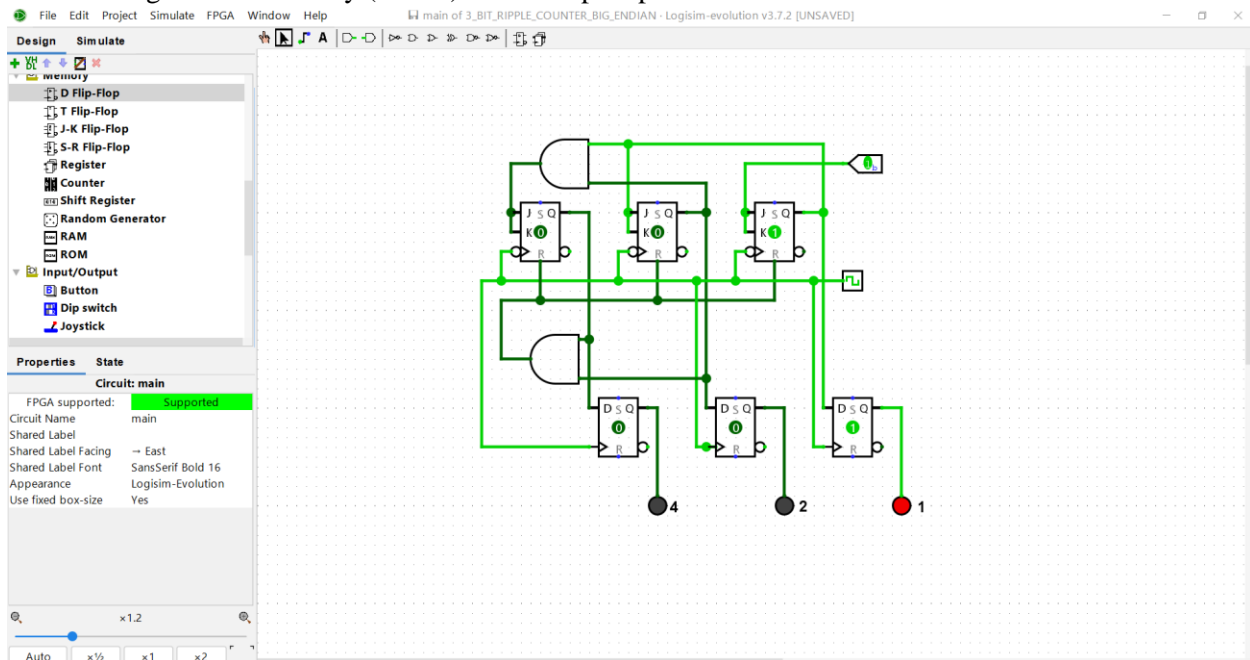 File Edit Project Simulate FPGA Window Help main of 3_BIT_RIPPLE_COUNTER_BIG_ENDIAN - Logisim-evolution v3.7.2 [UNSAVED]
Design Simulate
A
VH
DL
Memory
D Flip-Flop
T Flip-Flop
J-K Flip-Flop
S-R Flip-Flop
Register
Counter
Shift Register
Random Generator
RAM
ROM
Input/Output
Button
Dip switch
Joystick
Properties State
Circuit: main
FPGA supported: Supported
Circuit Name main
Shared Label
Shared Label Facing → East
Shared Label Font SansSerif Bold 16
Appearance Logisim-Evolution
Use fixed box-size Yes
×1.2
Auto ×½ ×1 ×2
1b
J S Q J S Q J S Q
K 0 K 0 K 1
R R R
D S Q D S Q D S Q
0 0 1
R R R
4 2 1